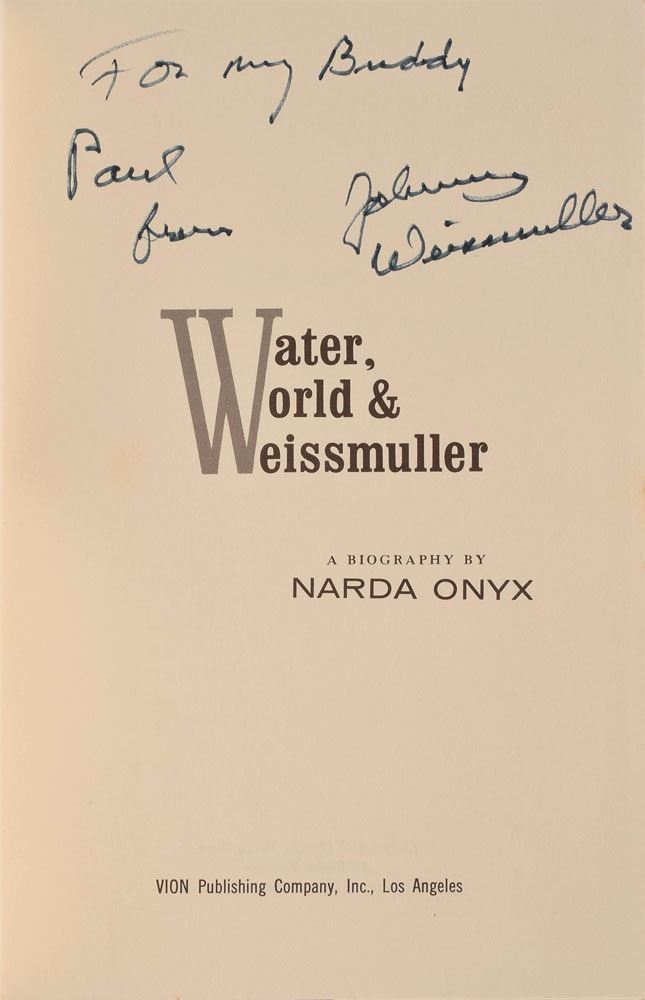 For my Buddy
Paul
from Johnny
Weissmuller
Water,
World &
Weissmuller
A BIOGRAPHY BY
NARDA ONYX
VION Publishing Company, Inc., Los Angeles